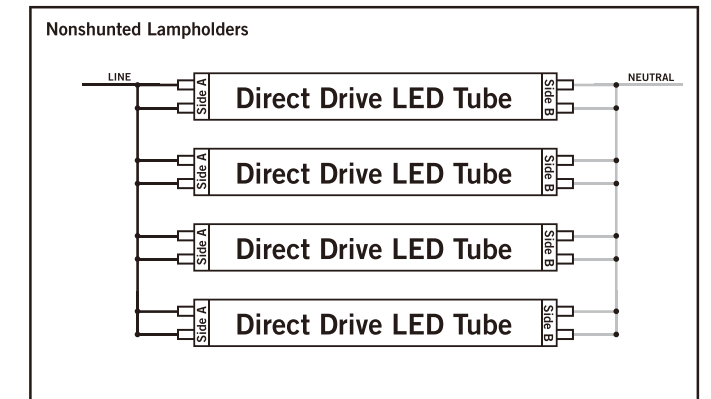 Nonshunted Lampholders
LINE
NEUTRAL
Side A
Direct Drive LED Tube
Side B
Side A
Direct Drive LED Tube
Side B
Side A
Direct Drive LED Tube
Side B
Side A
Direct Drive LED Tube
Side B